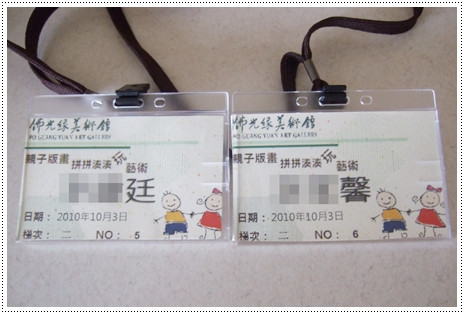 佛光緣美術館
FO GUANG YUAN ART GALLERY
親子版畫 拼拼湊湊玩藝術
廷
日期： 2010年10月3日
梯次： 二 NO： 5
佛光緣美術館
FO GUANG YUAN ART GALLERY
親子版畫 拼拼湊湊玩藝術
馨
日期： 2010年10月3日
梯次： 二 NO： 6